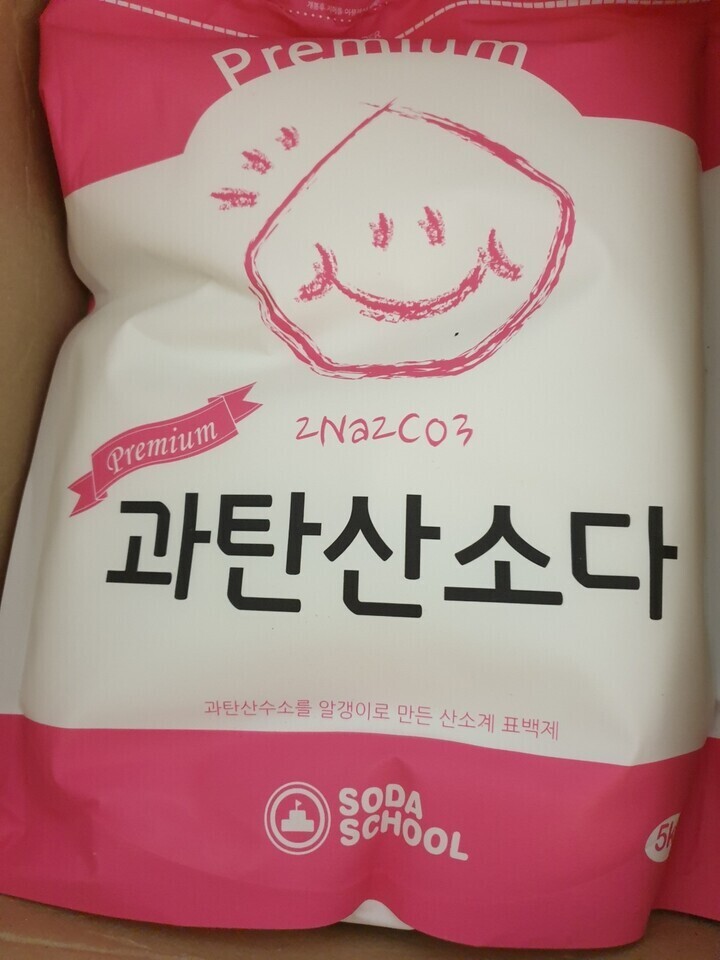 Premium
2Na2CO3
Premium
과탄산소다
과탄산수소를 알갱이로 만든 산소계 표백제
SODA
SCHOOL